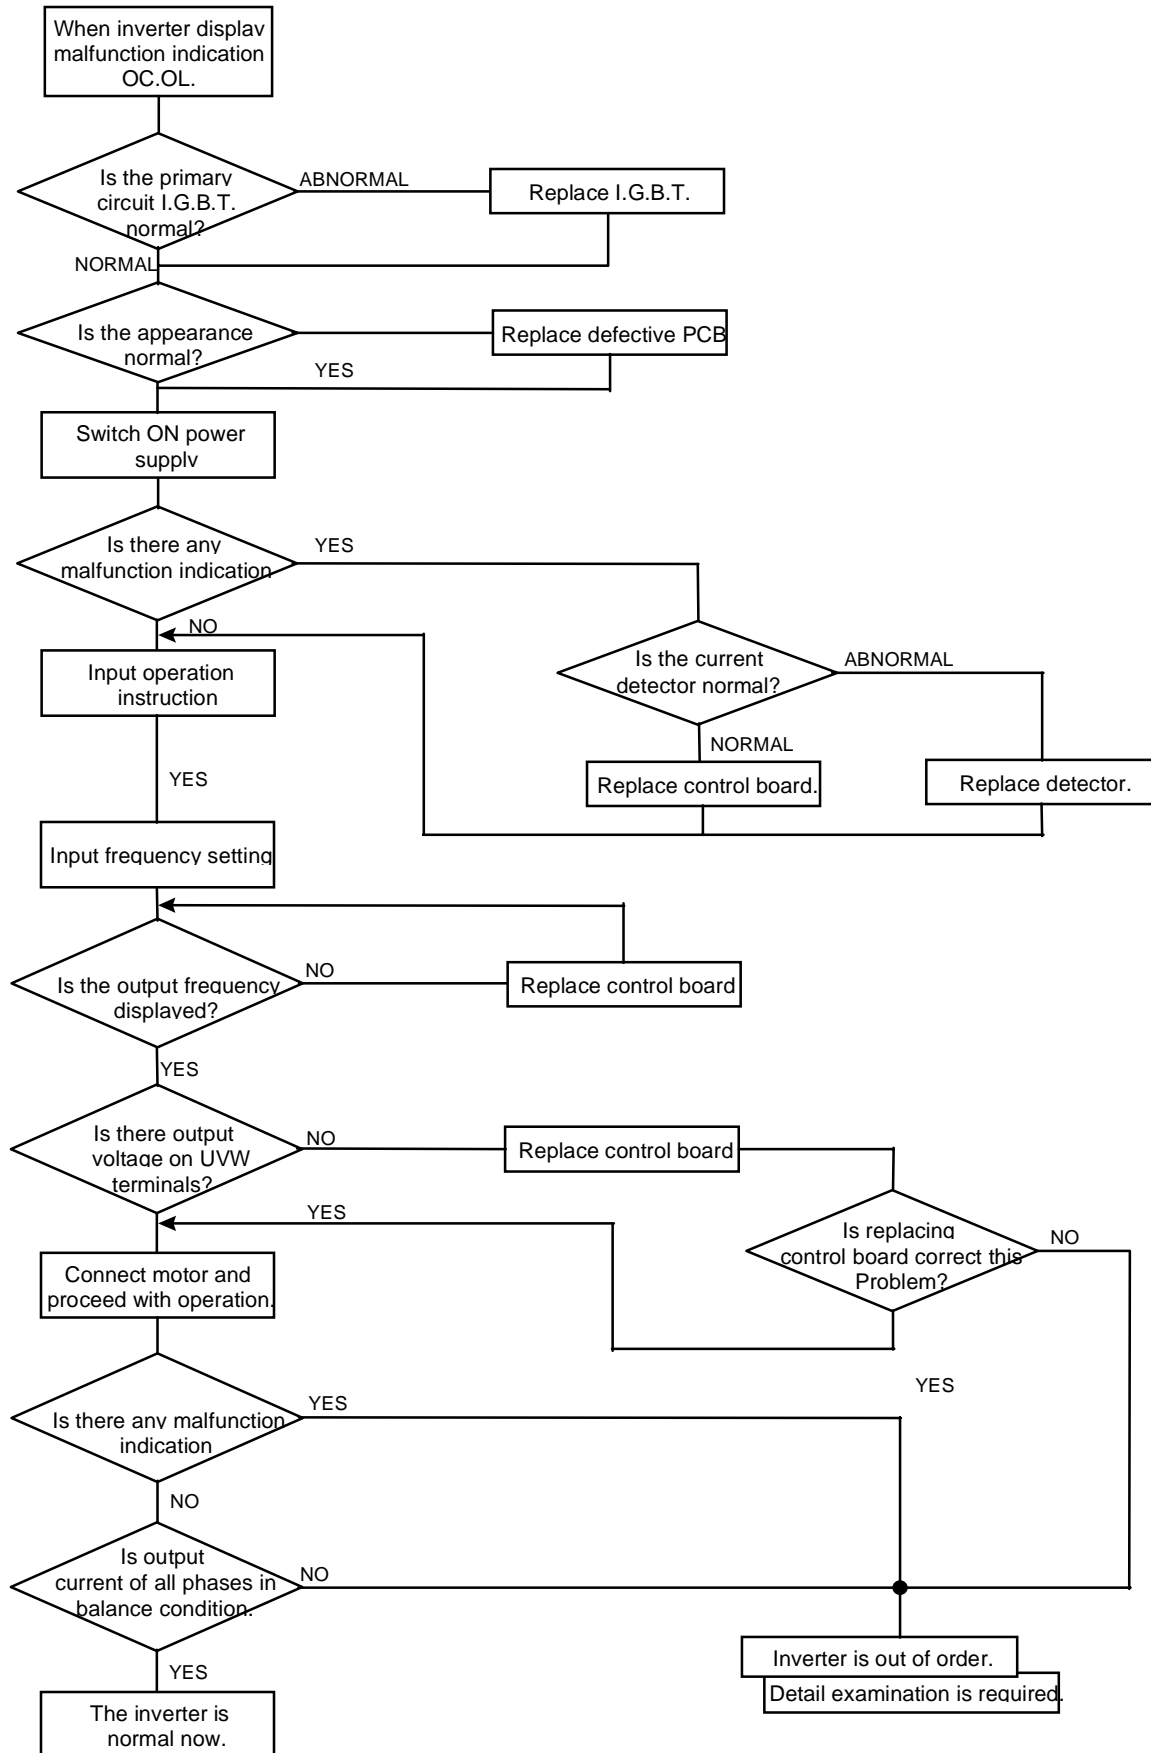 When inverter display
malfunction indication
OC.OL.
Is the primary
circuit I.G.B.T.
normal?
ABNORMAL
Replace I.G.B.T.
NORMAL
Is the appearance
normal?
Replace defective PCB
YES
Switch ON power
supply
Is there any
malfunction indication
YES
NO
Is the current
detector normal?
ABNORMAL
Input operation
instruction
NORMAL
Replace control board.
Replace detector.
YES
Input frequency setting
Is the output frequency
displayed?
NO
Replace control board
YES
Is there output
voltage on UVW
terminals?
NO
Replace control board
YES
Is replacing
control board correct this
Problem?
NO
Connect motor and
proceed with operation.
YES
Is there any malfunction
indication
YES
NO
Is output
current of all phases in
balance condition.
NO
YES
Inverter is out of order.
Detail examination is required.
The inverter is
normal now.